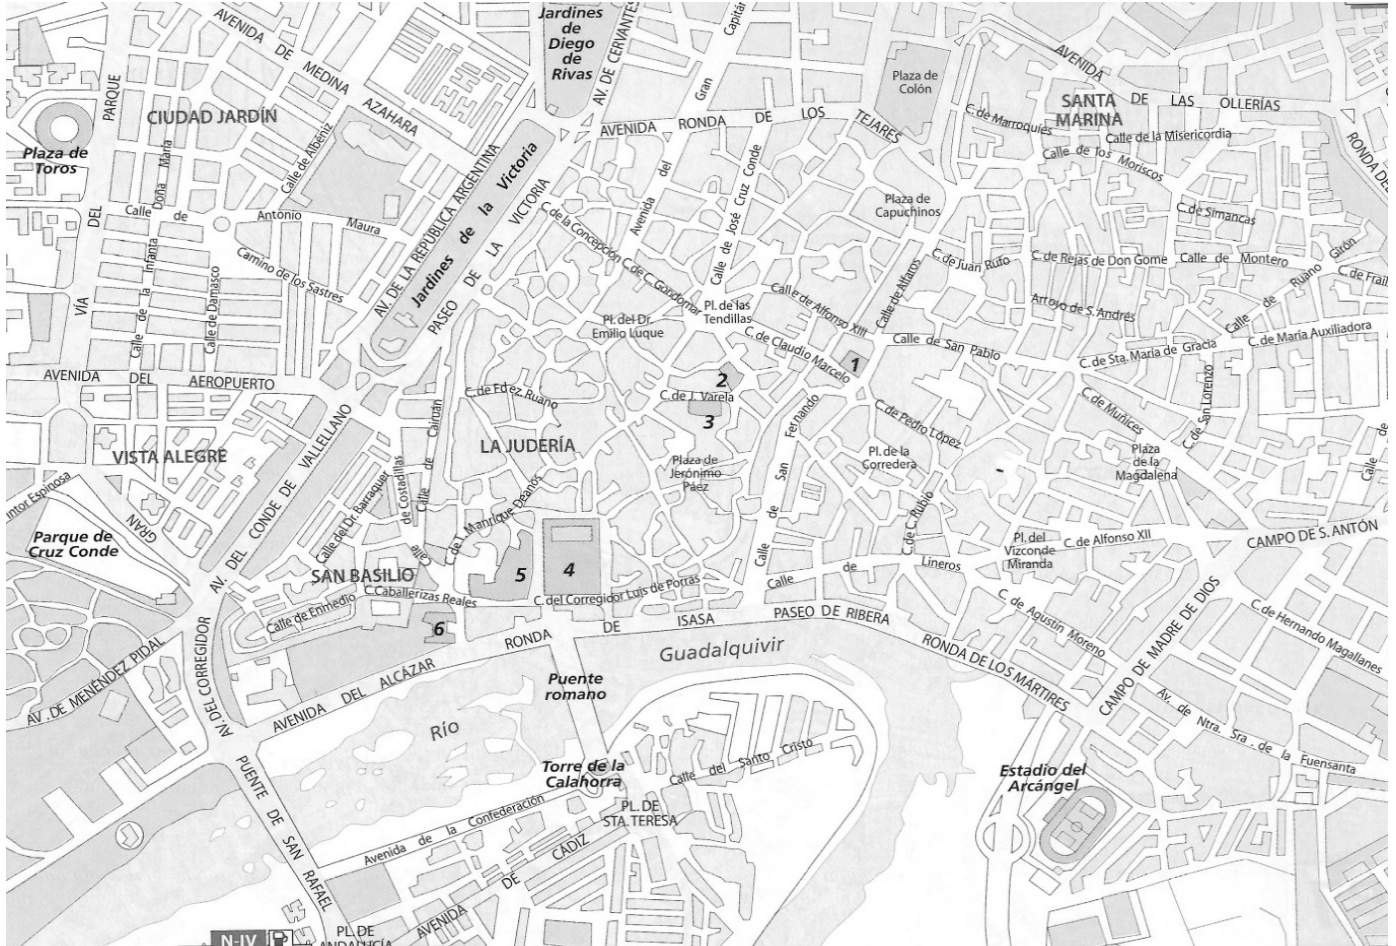 Jardines
de
Diego
de
Rivas
AV. DE CERVANTES
Gran
AVENIDA DE MEDINA AZAHARA
PARQUE
CIUDAD JARDÍN
Plaza de
Toros
Calle de Albéniz
Doña María
Calle de Antonio Maura
VÍA DEL
Calle de la Infanta
Calle de Damasco
Camino de los Sastres
AV. DE LA REPÚBLICA ARGENTINA
Jardines de la Victoria
PASEO DE LA VICTORIA
AVENIDA RONDA DE LOS TEJARES
Plaza de
Colón
AVENIDA DE LAS OLLERÍAS
SANTA
MARINA
C. de Marroquíes
Calle de la Misericordia
Calle de los Moriscos
RONDA DEL
C. de Simancas
Plaza de
Capuchinos
Avenida del
Calle de José Cruz Conde
C. de la Concepción
C. de C. Gondomar
C. de Juan Rufo
C. de Rejas de Don Gome
Calle de Montero
Calle de Ruano Girón
Calle de Alfaros
Calle de Alfonso XIII
Pl. de las
Tendillas
Pl. del Dr.
Emilio Luque
Arroyo de S. Andrés
C. de María Auxiliadora
C. de Sta. María de Gracia
Calle de San Pablo
C. de Claudio Marcelo
1
2
C. de J. Varela
3
AVENIDA DEL AEROPUERTO
C. de Fdez. Ruano
C. de San Lorenzo
C. de Muñices
C. de Pedro López
Calle de San Fernando
Calle de Cairuán
LA JUDERÍA
VISTA ALEGRE
AV. DEL CONDE DE VALLELLANO
Pl. de la
Corredera
Plaza de
Jerónimo
Páez
Plaza
de la
Magdalena
Calle de
Calle de Costadillas
Calle del Dr. Barraquer
C. de L. Manrique Deanos
C. de C. Rubio
GRAN
Parque de
Cruz Conde
SAN BASILIO
5
4
Pl. del
Vizconde
Miranda
C. de Alfonso XII
CAMPO DE S. ANTÓN
Calle de Lineros
C. Caballerizas Reales
C. del Corregidor Luis de Porras
Calle de Enmedio
6
RONDA DE ISASA
PASEO DE RIBERA
RONDA DE LOS MÁRTIRES
C. de Agustin Moreno
CAMPO DE MADRE DE DIOS
C. de Hernando Magallanes
Av. de Ntra. Sra. de la Fuensanta
AV. DE MENÉNDEZ PIDAL
AV. DEL CORREGIDOR
AVENIDA DEL ALCÁZAR
Río Guadalquivir
Puente
romano
Torre de la
Calahorra
Calle del Santo Cristo
PL. DE
STA. TERESA
Avenida de la Confederación
AVENIDA DE CÁDIZ
PUENTE DE SAN RAFAEL
Estadio del
Arcángel
N-IV
PL. DE
ANDALUCÍA